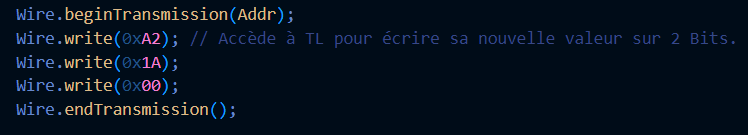 Wire.beginTransmission(Addr);
Wire.write(0xA2); // Accède à TL pour écrire sa nouvelle valeur sur 2 Bits.
Wire.write(0x1A);
Wire.write(0x00);
Wire.endTransmission();